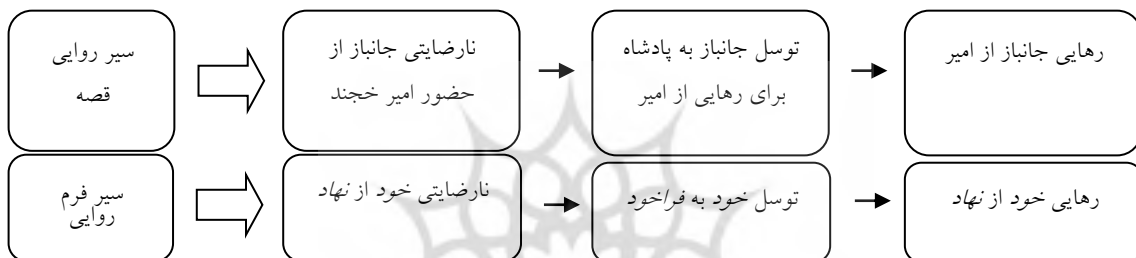 سیر روایی
قصه
نارضایتی جانباز از
حضور امیر خجند
توسل جانباز به پادشاه
برای رهایی از امیر
رهایی جانباز از امیر
سیر فرم
روایی
نارضایتی خود از نهاد
توسل خود به فراخود
رهایی خود از نهاد